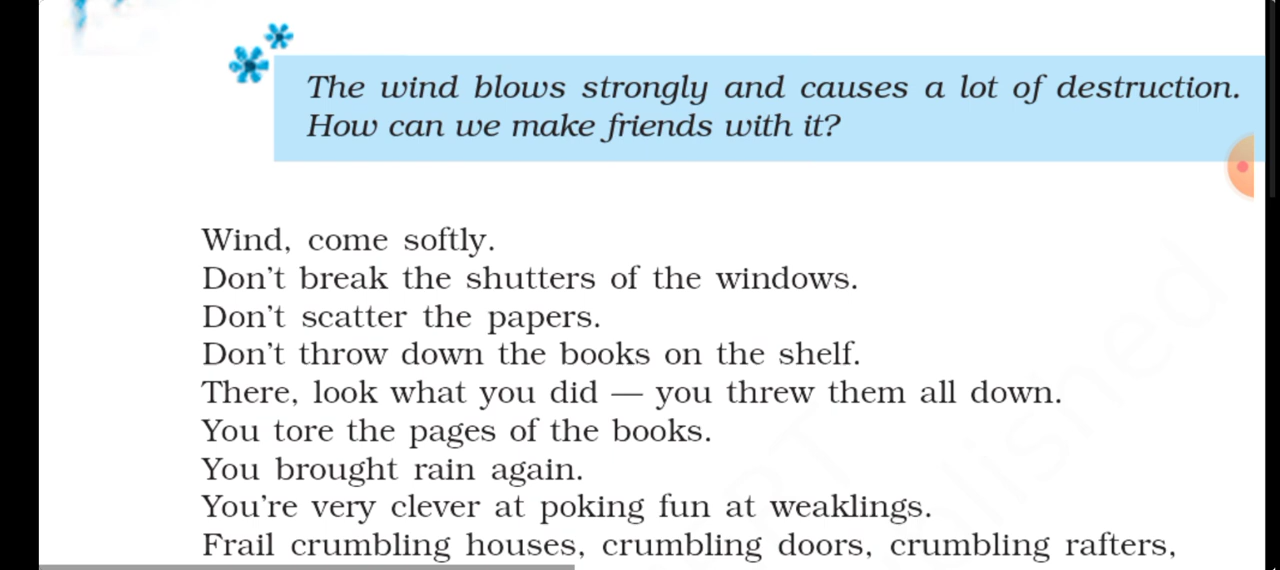 The wind blows strongly and causes a lot of destruction.
How can we make friends with it?
Wind, come softly.
Don't break the shutters of the windows.
Don't scatter the papers.
Don't throw down the books on the shelf.
There, look what you did — you threw them all down.
You tore the pages of the books.
You brought rain again.
You're very clever at poking fun at weaklings.
Frail crumbling houses, crumbling doors, crumbling rafters,